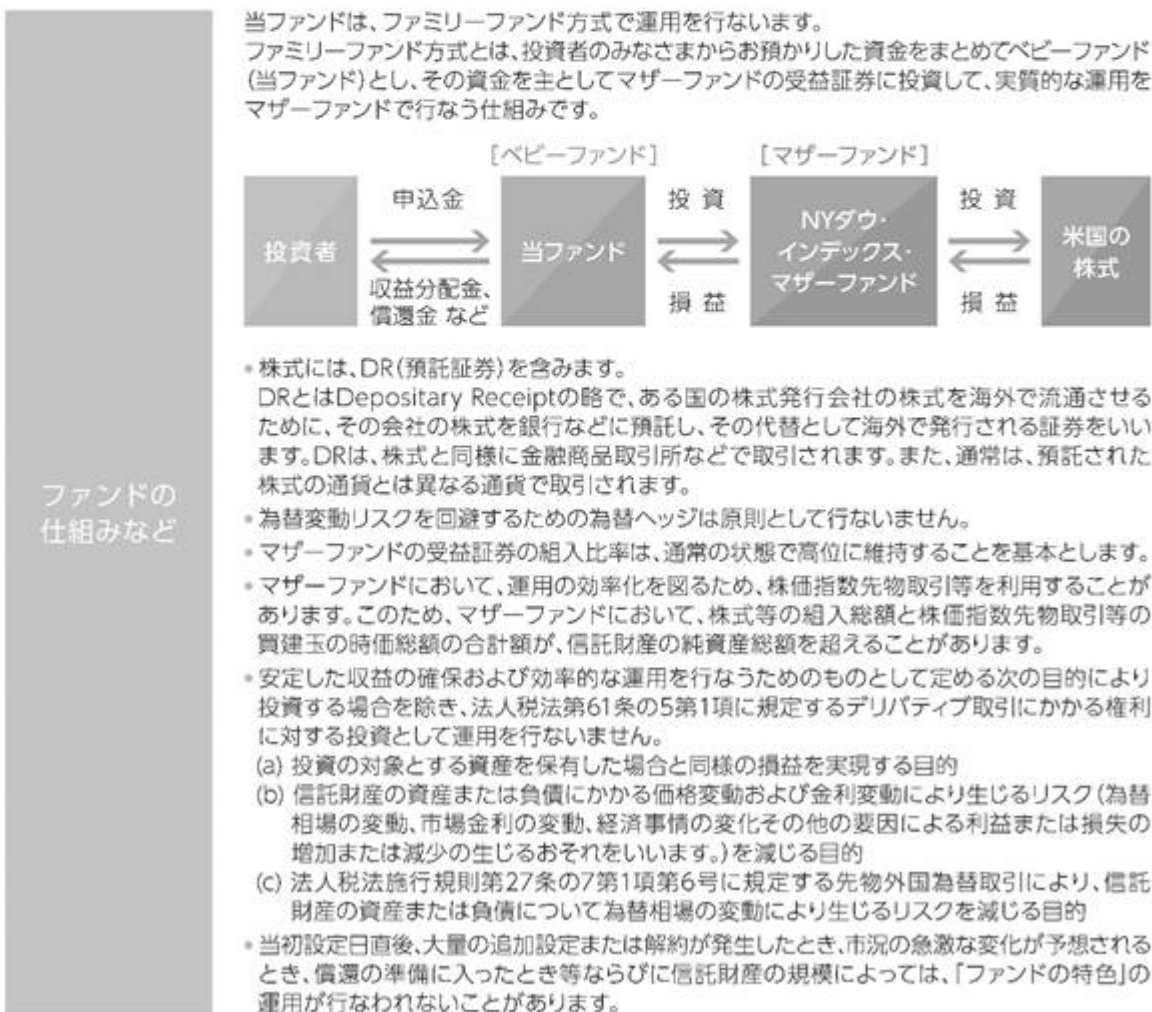 当ファンドは、ファミリーファンド方式で運用を行ないます。
ファミリーファンド方式とは、投資者のみなさまからお預かりした資金をまとめてベビーファンド
(当ファンド)とし、その資金を主としてマザーファンドの受益証券に投資して、実質的な運用を
マザーファンドで行なう仕組みです。
[ベビーファンド]
[マザーファンド]
投資者
申込金
収益分配金、
償還金 など
当ファンド
投 資
損 益
NYダウ・
インデックス・
マザーファンド
投 資
損 益
米国の
株式
ファンドの
仕組みなど
• 株式には、DR(預託証券)を含みます。
DRとはDepositary Receiptの略で、ある国の株式発行会社の株式を海外で流通させる
ために、その会社の株式を銀行などに預託し、その代替として海外で発行される証券をいい
ます。DRは、株式と同様に金融商品取引所などで取引されます。また、通常は、預託された
株式の通貨とは異なる通貨で取引されます。
• 為替変動リスクを回避するための為替ヘッジは原則として行ないません。
• マザーファンドの受益証券の組入比率は、通常の状態で高位に維持することを基本とします。
• マザーファンドにおいて、運用の効率化を図るため、株価指数先物取引等を利用することが
あります。このため、マザーファンドにおいて、株式等の組入総額と株価指数先物取引等の
買建玉の時価総額の合計額が、信託財産の純資産総額を超えることがあります。
• 安定した収益の確保および効率的な運用を行なうためのものとして定める次の目的により
投資する場合を除き、法人税法第61条の5第1項に規定するデリバティブ取引にかかる権利
に対する投資として運用を行ないません。
(a) 投資の対象とする資産を保有した場合と同様の損益を実現する目的
(b) 信託財産の資産または負債にかかる価格変動および金利変動により生じるリスク(為替
相場の変動、市場金利の変動、経済事情の変化その他の要因による利益または損失の
増加または減少の生じるおそれをいいます。)を減じる目的
(c) 法人税法施行規則第27条の7第1項第6号に規定する先物外国為替取引により、信託
財産の資産または負債について為替相場の変動により生じるリスクを減じる目的
• 当初設定日直後、大量の追加設定または解約が発生したとき、市況の急激な変化が予想される
とき、償還の準備に入ったとき等ならびに信託財産の規模によっては、「ファンドの特色」の
運用が行なわれないことがあります。